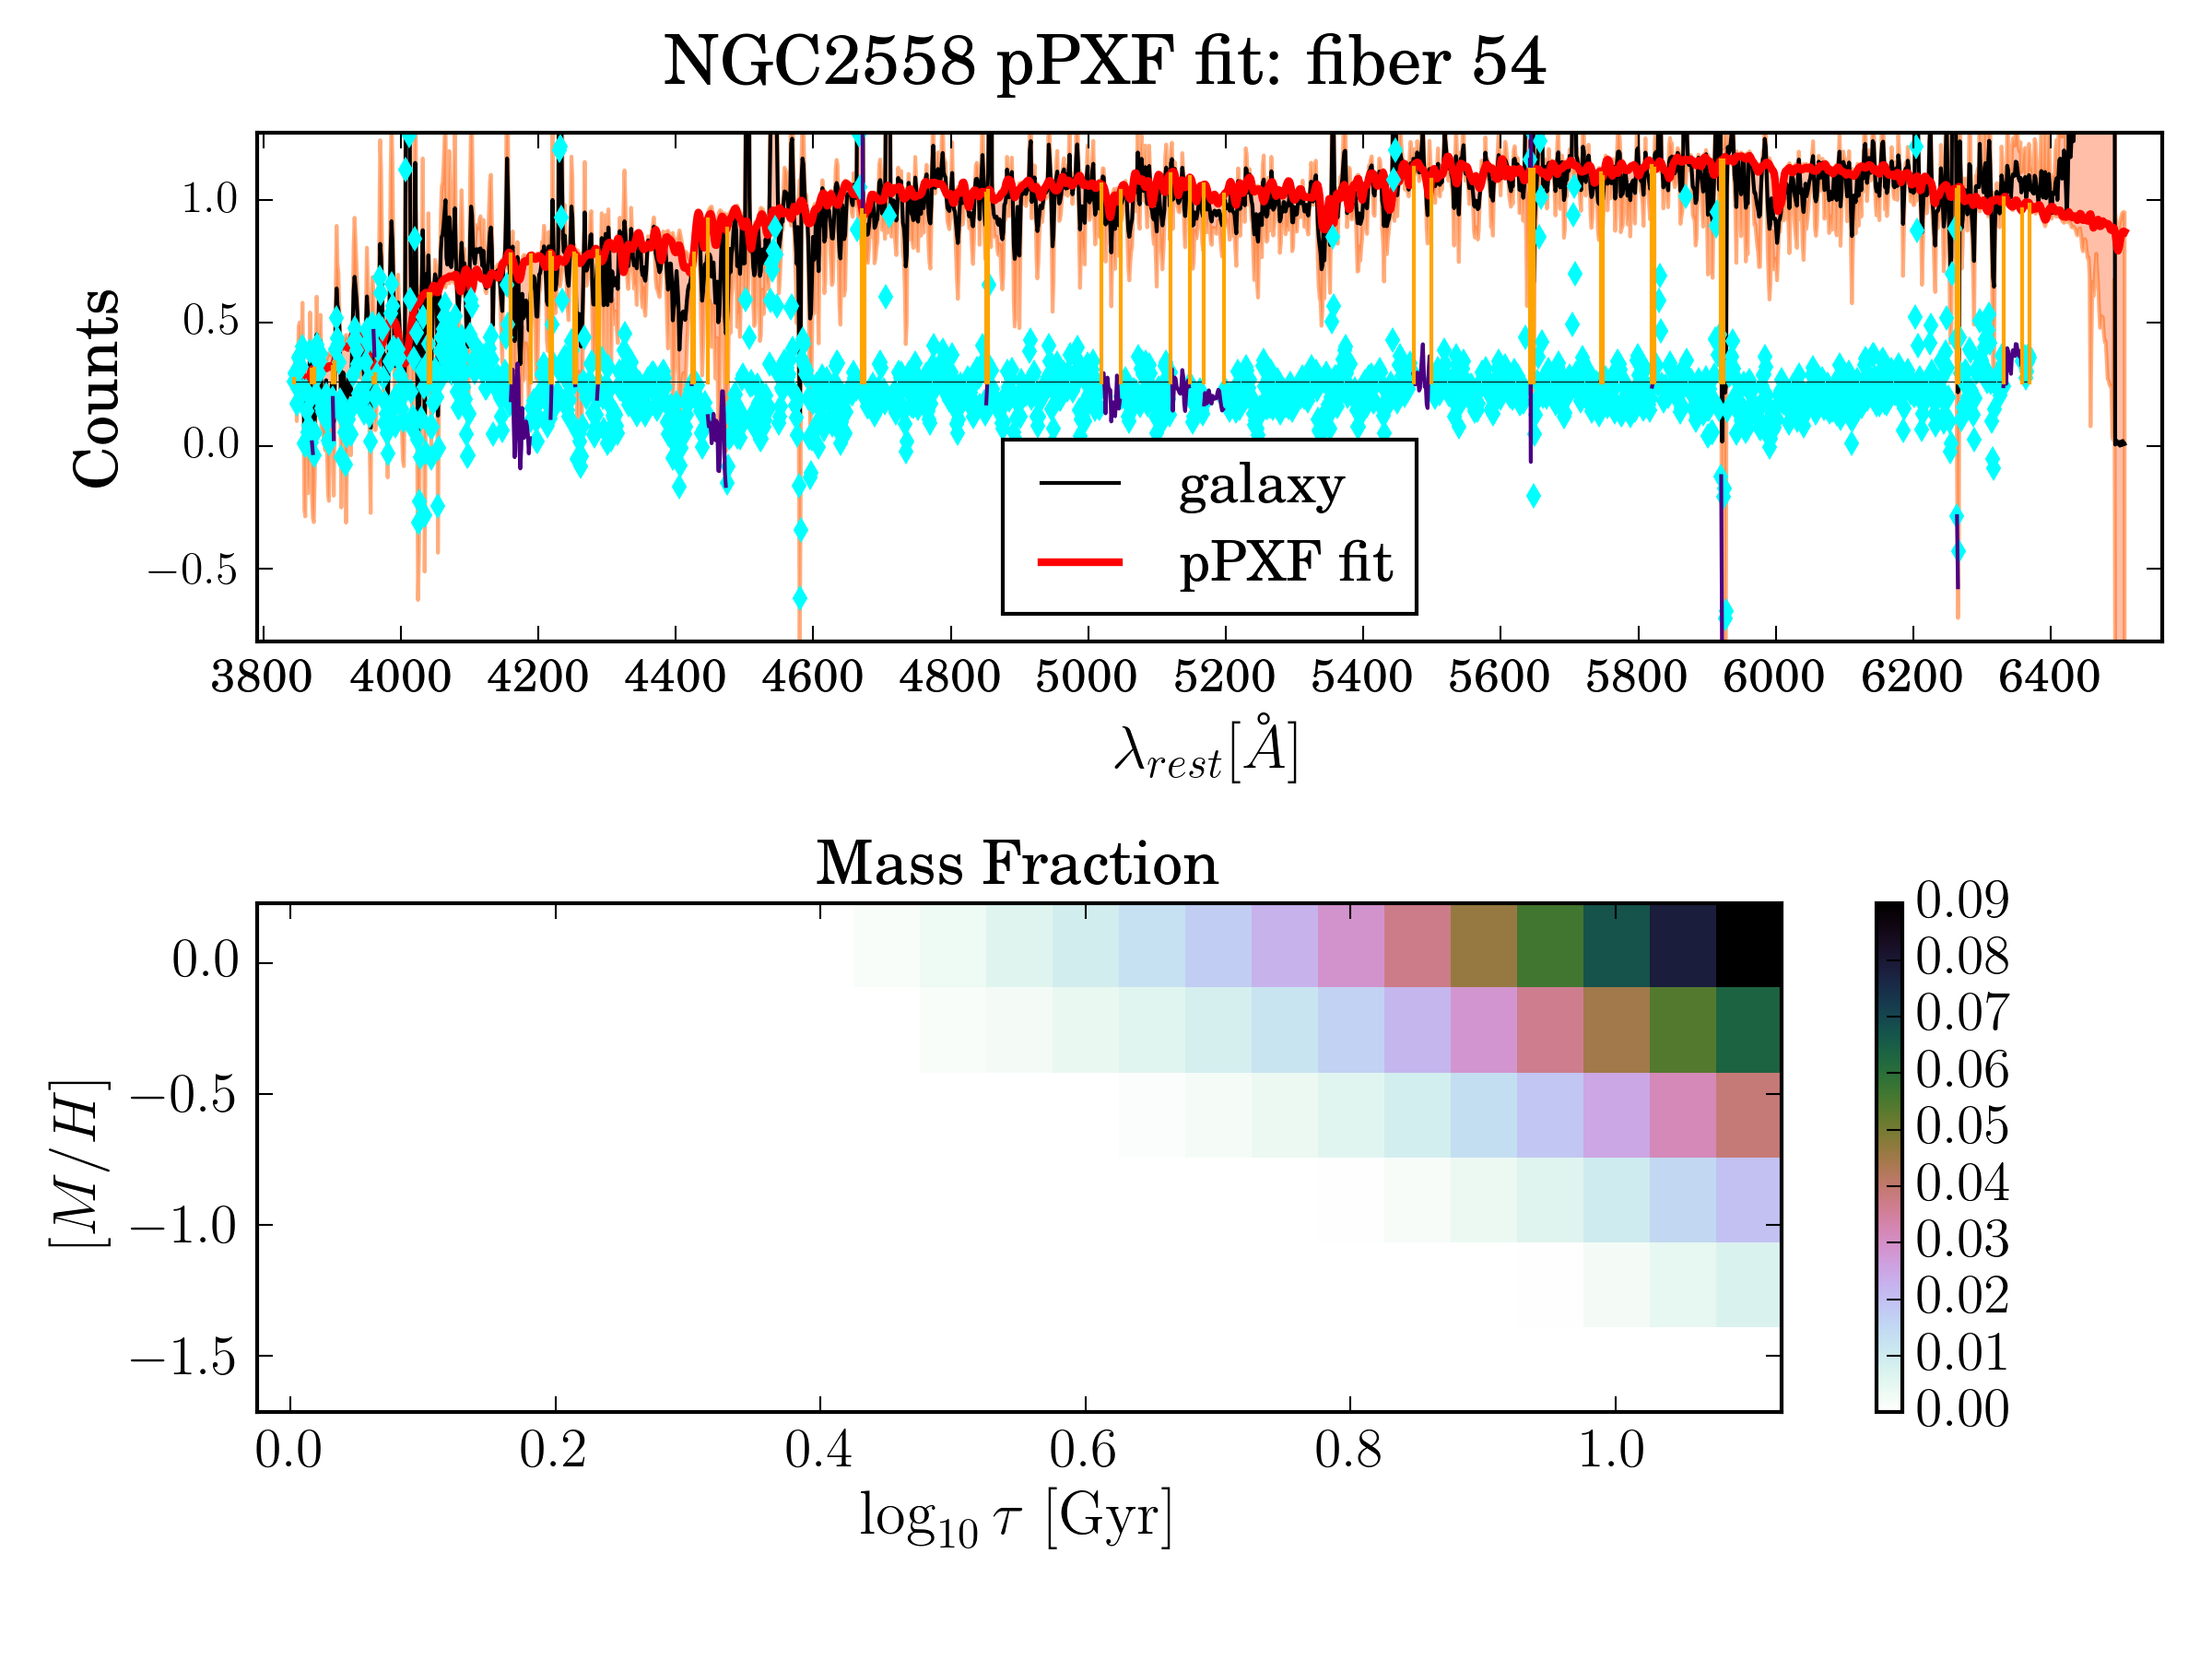 NGC2558 pPXF fit: fiber 54
Counts
1.0
0.5
0.0
−0.5
galaxy
pPXF fit
3800 4000 4200 4400 4600 4800 5000 5200 5400 5600 5800 6000 6200 6400
λrest[Å]
Mass Fraction
[M/H]
0.0
−0.5
−1.0
−1.5
0.09
0.08
0.07
0.06
0.05
0.04
0.03
0.02
0.01
0.00
0.0 0.2 0.4 0.6 0.8 1.0
log10 τ [Gyr]